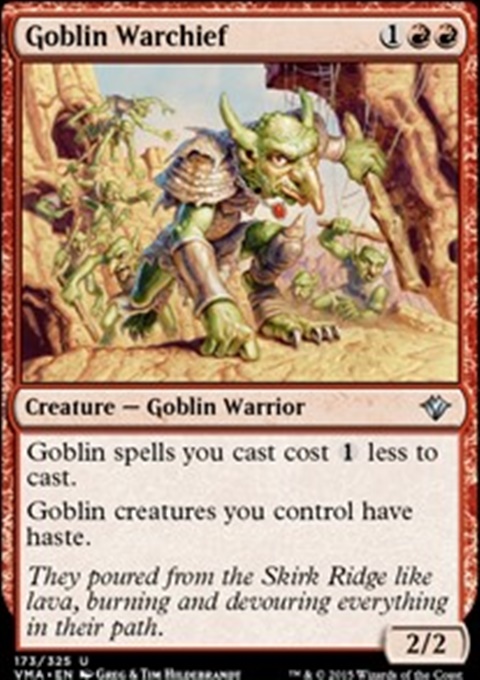 Goblin Warchief 1
Creature — Goblin Warrior
Goblin spells you cast cost 1 less to
cast.
Goblin creatures you control have
haste.
They poured from the Skirk Ridge like
lava, burning and devouring everything
in their path.
2/2
173/325 U
VMA • EN Greg & Tim Hildebrandt ™ & © 2015 Wizards of the Coast